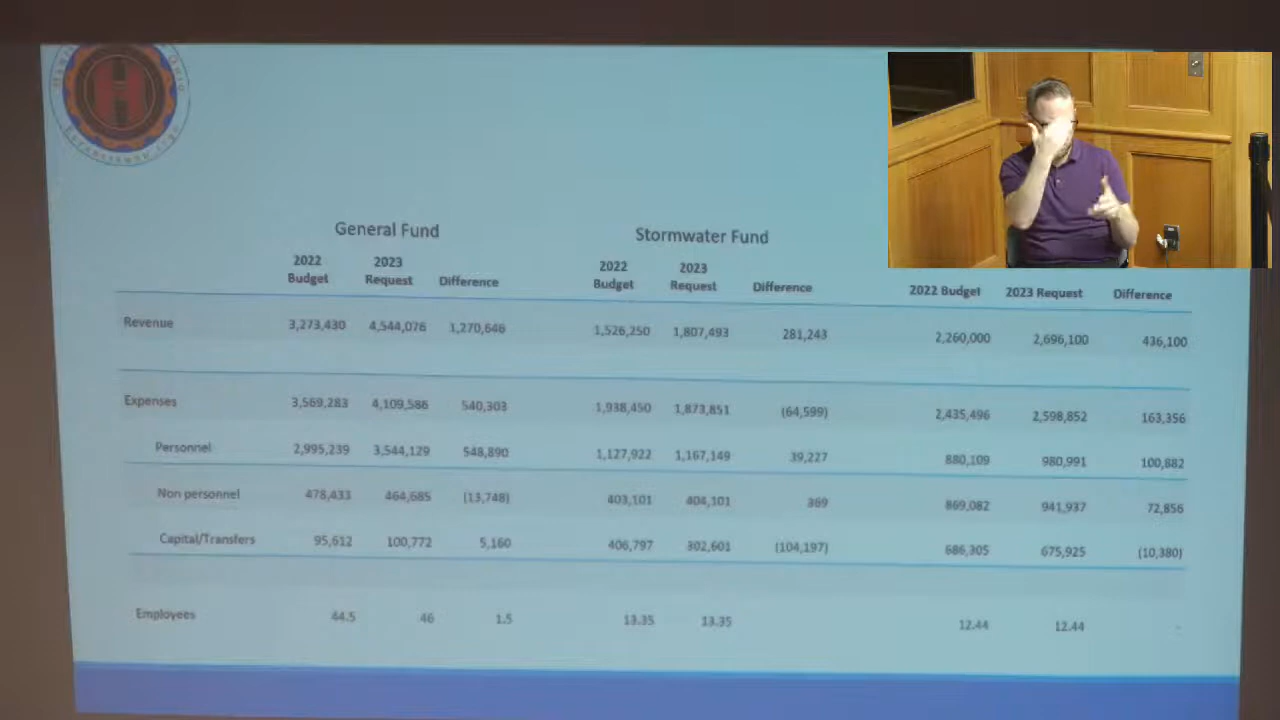 General Fund
Stormwater Fund
2022 Budget 2023 Request Difference 2022 Budget 2023 Request Difference 2022 Budget 2023 Request Difference
Revenue 3,273,430 4,544,076 1,270,646 1,526,250 1,807,493 281,243 2,260,000 2,696,100 436,100
Expenses 3,569,283 4,109,586 540,303 1,938,450 1,873,851 (64,599) 2,435,496 2,598,852 163,356
Personnel 2,995,239 3,544,129 548,890 1,127,922 1,167,149 39,227 880,109 980,991 100,882
Non personnel 478,433 464,685 (13,748) 403,101 404,101 869,082 941,937 72,856
Capital/Transfers 95,612 100,772 5,160 406,797 302,601 (104,197) 686,305 675,925 (10,380)
Employees 44.5 46 1.5 13.35 13.35 12.44 12.44